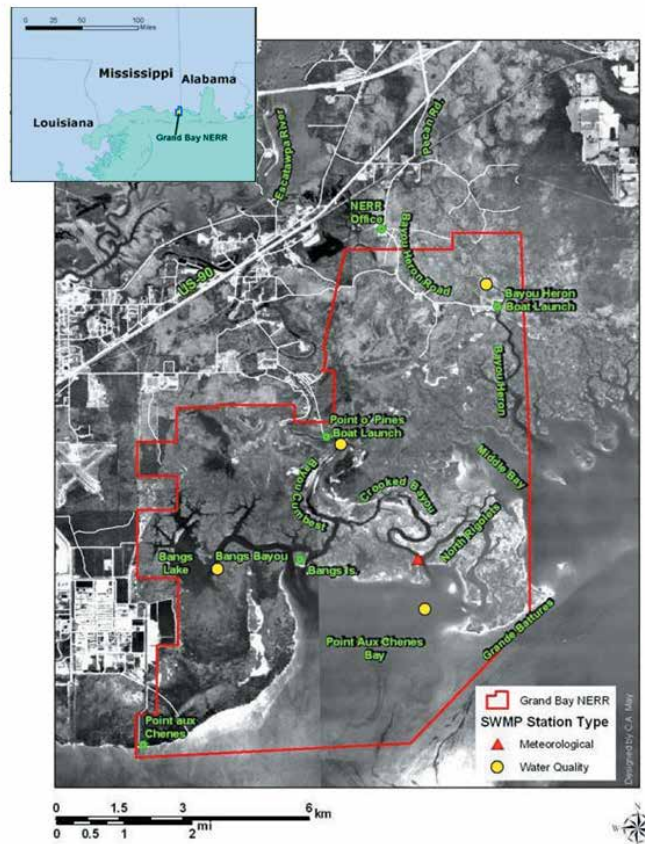 0 50 100
Miles
Mississippi
Alabama
Louisiana
Grand Bay NERR
Escatawpa River
Pecan Rd.
NERR
Office
Bayou Heron Road
US-90
Bayou Heron
Boat Launch
Bayou Heron
Point o' Pines
Boat Launch
Middle Bay
Bayou Cumbest
Crooked Bayou
North Rigolets
Bangs
Lake
Bangs Bayou
Bangs Is.
Point Aux Chenes
Bay
Grande Battures
Point aux
Chenes
Grand Bay NERR
SWMP Station Type
Meteorological
Water Quality
Designed by C.A. May
0 1.5 3 6
km
0 0.5 1 2
mi